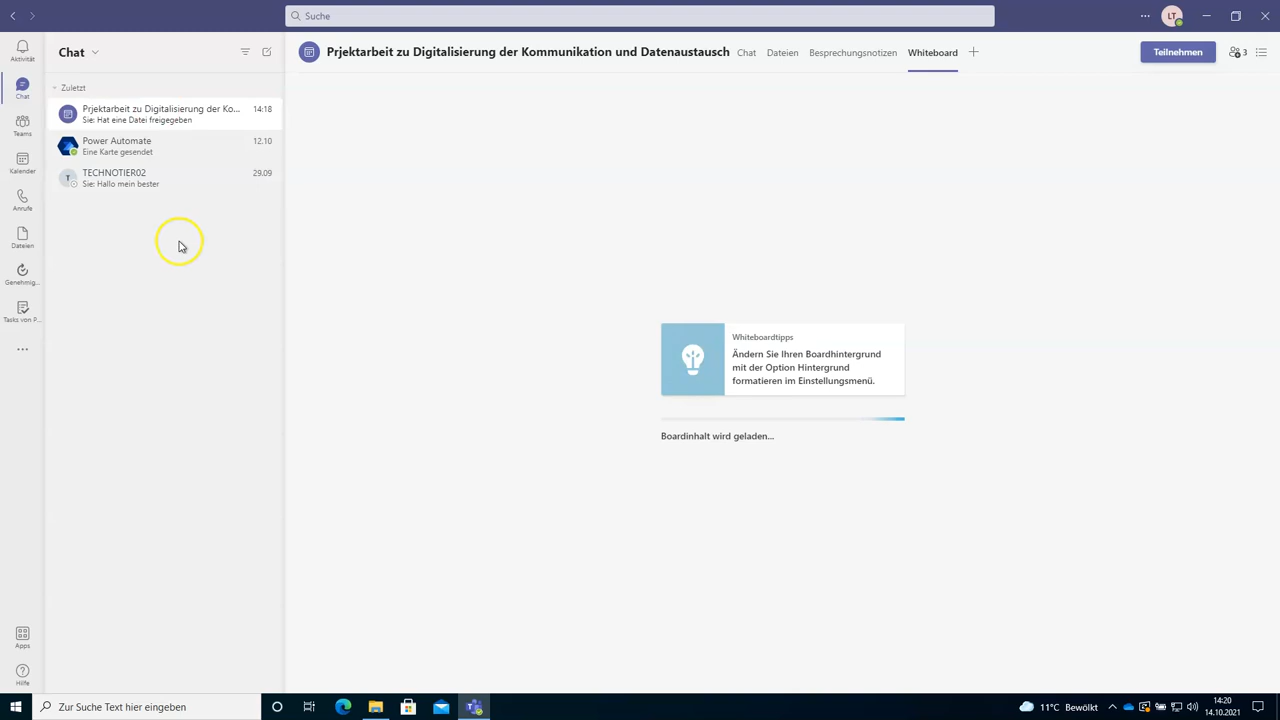 Suche
LT
Aktivität
Chat
Teams
Kalender
Anrufe
Dateien
Genehmig...
Tasks von P...
Apps
Hilfe
Chat
Zuletzt
Prjektarbeit zu Digitalisierung der Ko... 14:18
Sie: Hat eine Datei freigegeben
Power Automate 12.10
Eine Karte gesendet
T
TECHNOTIER02 29.09
Sie: Hallo mein bester
Prjektarbeit zu Digitalisierung der Kommunikation und Datenaustausch Chat Dateien Besprechungsnotizen Whiteboard
Teilnehmen
3
Whiteboardtipps
Ändern Sie Ihren Boardhintergrund
mit der Option Hintergrund
formatieren im Einstellungsmenü.
Boardinhalt wird geladen...
Zur Suche Text hier eingeben
11°C Bewölkt
14:20
14.10.2021